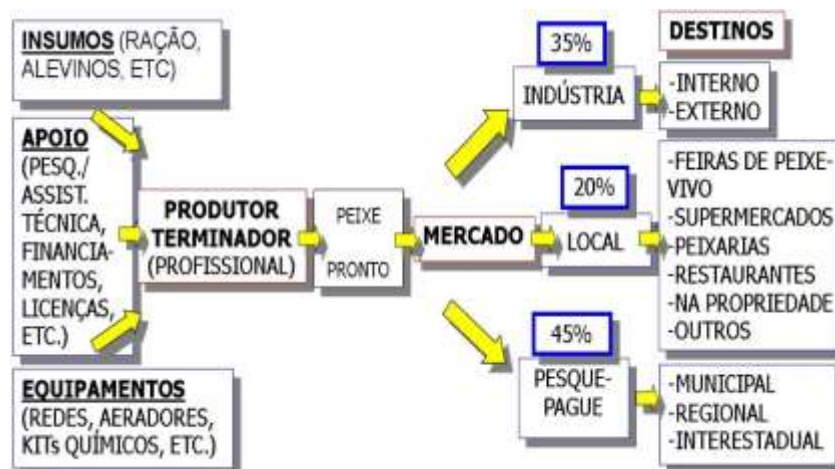 INSUMOS (RAÇÃO,
ALEVINOS, ETC)
APOIO
(PESQ./
ASSIST.
TÉCNICA,
FINANCIA-
MENTOS,
LICENÇAS,
ETC.)
EQUIPAMENTOS
(REDES, AERADORES,
KITs QUÍMICOS, ETC.)
PRODUTOR
TERMINADOR
(PROFISSIONAL)
PEIXE
PRONTO
MERCADO
35%
INDÚSTRIA
20%
LOCAL
45%
PESQUE-
PAGUE
DESTINOS
-INTERNO
-EXTERNO
-FEIRAS DE PEIXE-
VIVO
-SUPERMERCADOS
-PEIXARIAS
-RESTAURANTES
-NA PROPRIEDADE
-OUTROS
-MUNICIPAL
-REGIONAL
-INTERESTADUAL